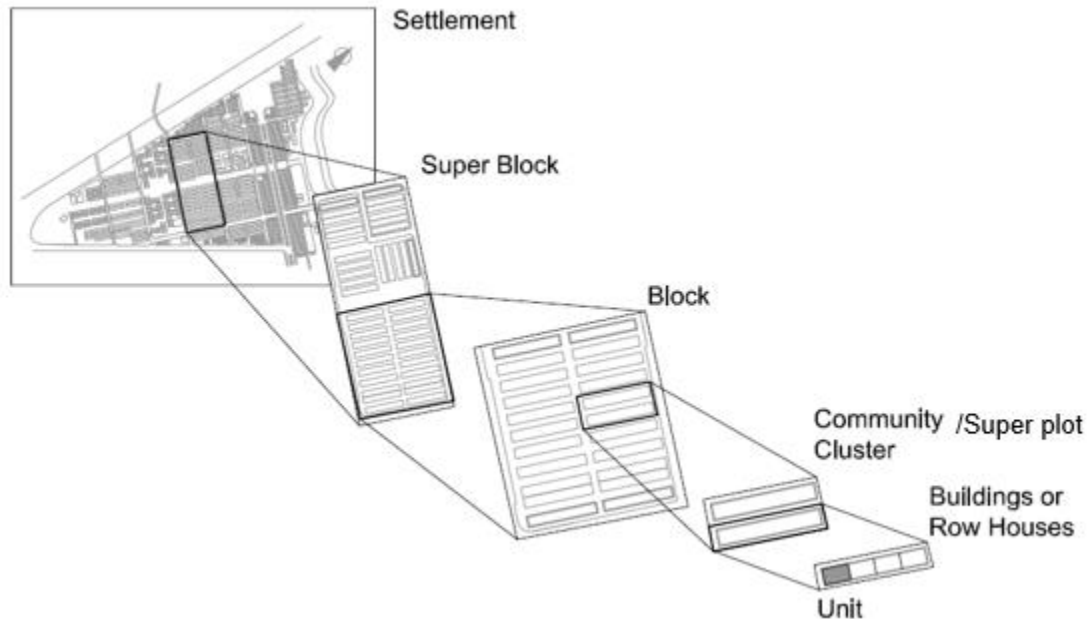 Settlement
Super Block
Block
Community /Super plot
Cluster
Buildings or
Row Houses
Unit